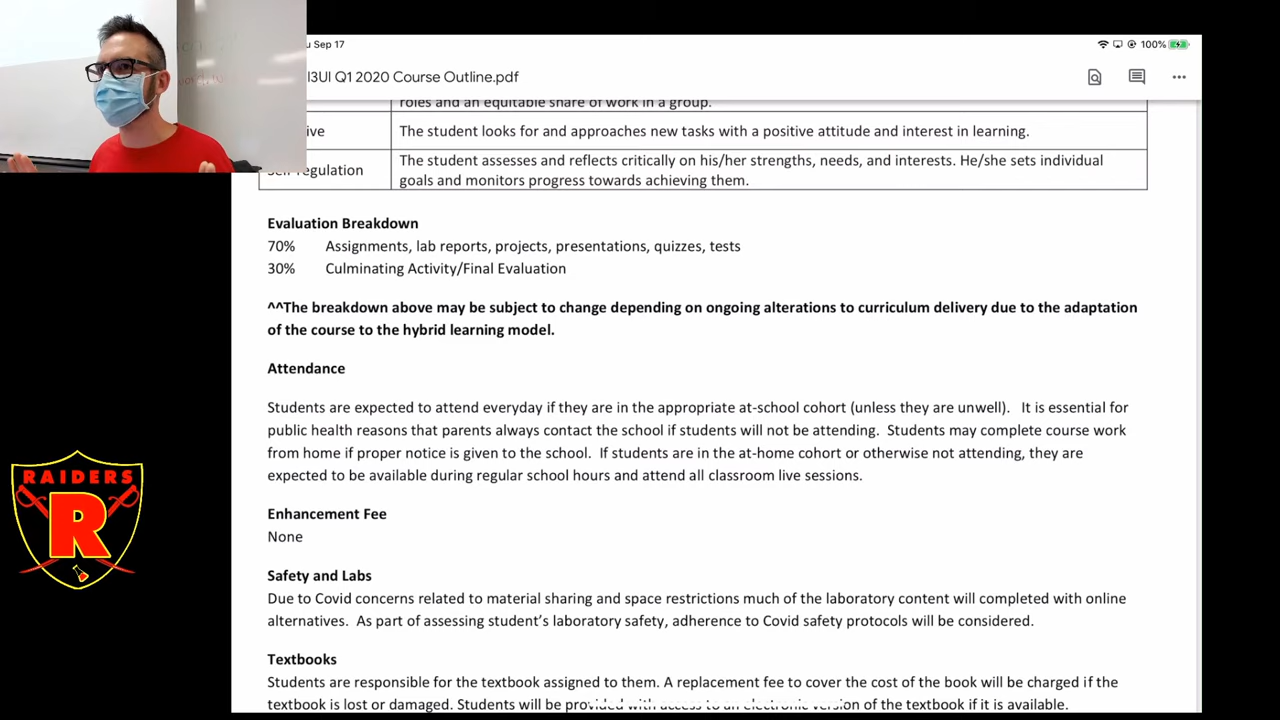 u Sep 17
100%
I3UI Q1 2020 Course Outline.pdf
roles and an equitable share of work in a group.
ive
The student looks for and approaches new tasks with a positive attitude and interest in learning.
regulation
The student assesses and reflects critically on his/her strengths, needs, and interests. He/she sets individual
goals and monitors progress towards achieving them.
Evaluation Breakdown
70% Assignments, lab reports, projects, presentations, quizzes, tests
30% Culminating Activity/Final Evaluation
^^The breakdown above may be subject to change depending on ongoing alterations to curriculum delivery due to the adaptation
of the course to the hybrid learning model.
Attendance
Students are expected to attend everyday if they are in the appropriate at-school cohort (unless they are unwell). It is essential for
public health reasons that parents always contact the school if students will not be attending. Students may complete course work
from home if proper notice is given to the school. If students are in the at-home cohort or otherwise not attending, they are
expected to be available during regular school hours and attend all classroom live sessions.
Enhancement Fee
None
Safety and Labs
Due to Covid concerns related to material sharing and space restrictions much of the laboratory content will completed with online
alternatives. As part of assessing student's laboratory safety, adherence to Covid safety protocols will be considered.
Textbooks
Students are responsible for the textbook assigned to them. A replacement fee to cover the cost of the book will be charged if the
textbook is lost or damaged. Students will be provided with access to an electronic version of the textbook if it is available.
RAIDERS
R